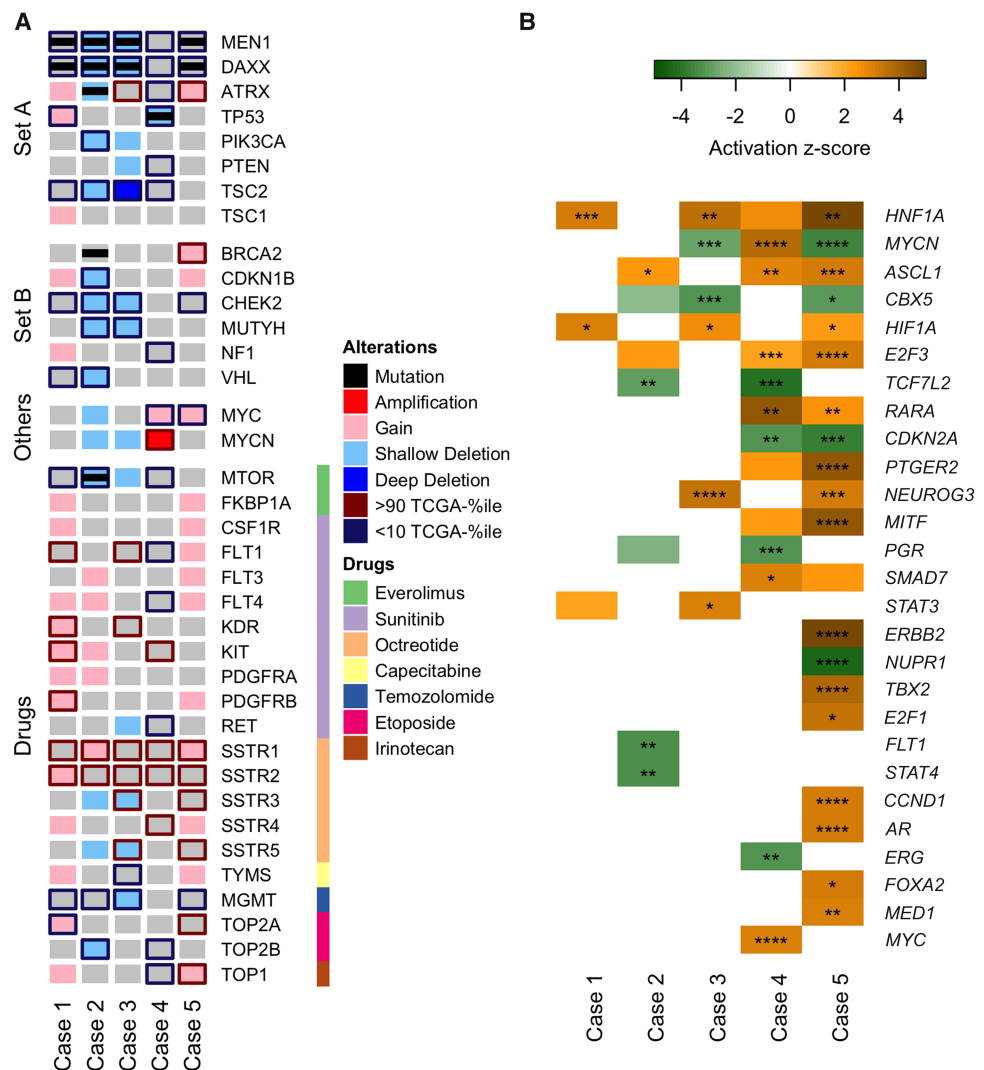 A
B
Set A
MEN1
DAXX
ATRX
TP53
PIK3CA
PTEN
TSC2
TSC1
Set B
BRCA2
CDKN1B
CHEK2
MUTYH
NF1
VHL
Others
MYC
MYCN
Drugs
MTOR
FKBP1A
CSF1R
FLT1
FLT3
FLT4
KDR
KIT
PDGFRA
PDGFRB
RET
SSTR1
SSTR2
SSTR3
SSTR4
SSTR5
TYMS
MGMT
TOP2A
TOP2B
TOP1
Case 1
Case 2
Case 3
Case 4
Case 5
Alterations
Mutation
Amplification
Gain
Shallow Deletion
Deep Deletion
>90 TCGA-%ile
<10 TCGA-%ile
Drugs
Everolimus
Sunitinib
Octreotide
Capecitabine
Temozolomide
Etoposide
Irinotecan
-4 -2 0 2 4
Activation z-score
*** ** ** HNF1A
*** **** **** MYCN
* ** *** ASCL1
*** * CBX5
* * * HIF1A
*** **** E2F3
** *** TCF7L2
** ** RARA
** *** CDKN2A
**** PTGER2
**** *** NEUROG3
**** MITF
*** PGR
* SMAD7
* STAT3
**** ERBB2
**** NUPR1
**** TBX2
* E2F1
** FLT1
** STAT4
**** CCND1
**** AR
** ERG
* FOXA2
** MED1
**** MYC
Case 1
Case 2
Case 3
Case 4
Case 5